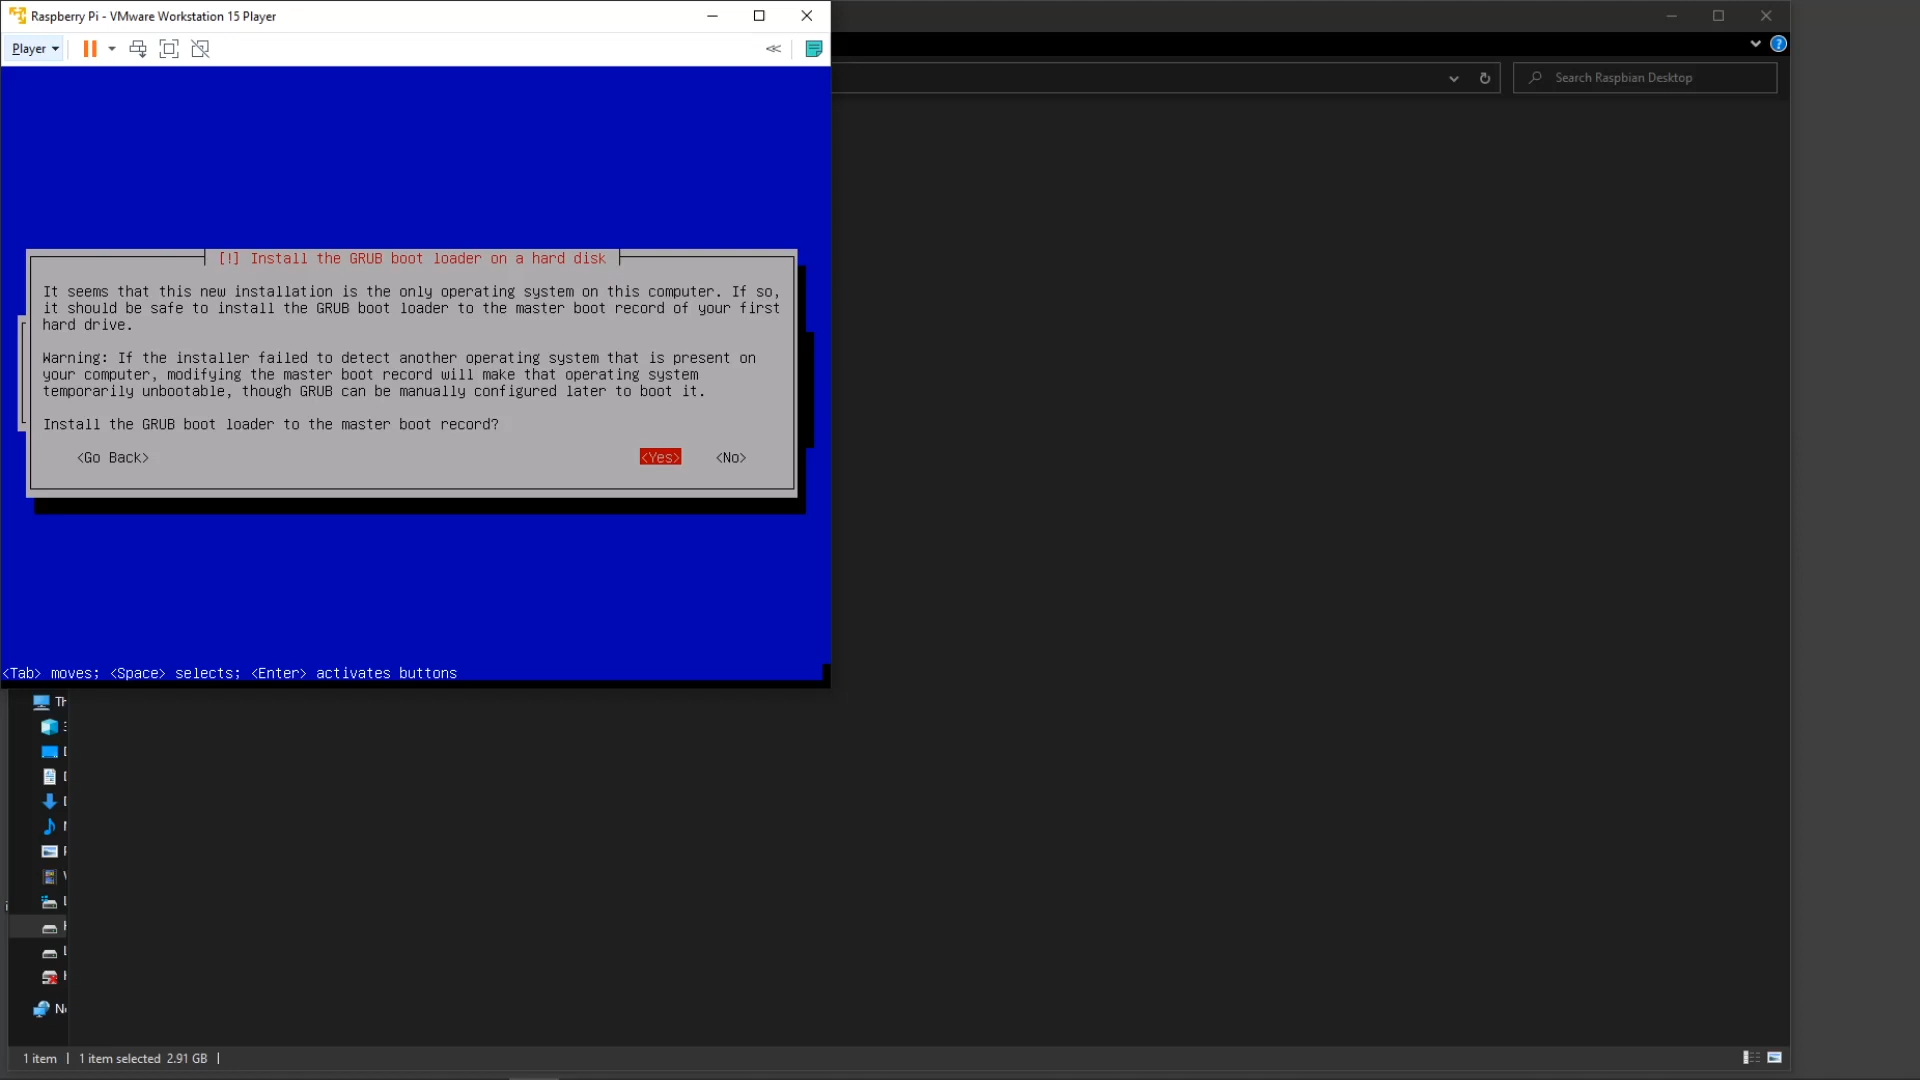 Raspberry Pi - VMware Workstation 15 Player
Player
Search Raspbian Desktop
[!] Install the GRUB boot loader on a hard disk
It seems that this new installation is the only operating system on this computer. If so,
it should be safe to install the GRUB boot loader to the master boot record of your first
hard drive.
Warning: If the installer failed to detect another operating system that is present on
your computer, modifying the master boot record will make that operating system
temporarily unbootable, though GRUB can be manually configured later to boot it.
Install the GRUB boot loader to the master boot record?
<Go Back> <Yes> <No>
<Tab> moves; <Space> selects; <Enter> activates buttons
Th
1 item | 1 item selected 2.91 GB |